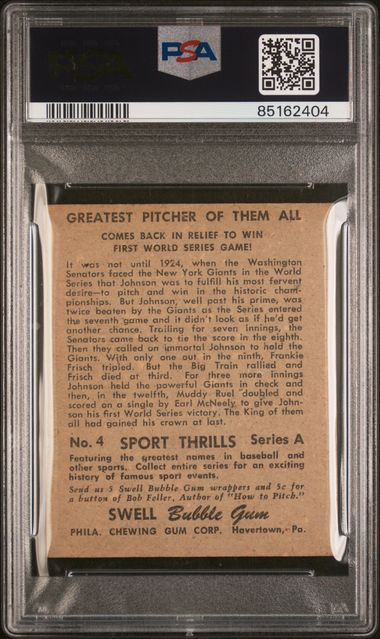 PSA
PSA
85162404
GREATEST PITCHER OF THEM ALL
COMES BACK IN RELIEF TO WIN
FIRST WORLD SERIES GAME!
It was not until 1924, when the Washington
Senators faced the New York Giants in the World
Series that Johnson was to fulfill his most fervent
desire—to pitch and win in the historic cham-
pionships. But Johnson, well past his prime, was
twice beaten by the Giants as the Series entered
the seventh game and it didn't look as if he'd get
another chance. Trailing for seven innings, the
Senators came back to tie the score in the eighth.
Then they called on immortal Johnson to hold the
Giants. With only one out in the ninth, Frankie
Frisch tripled. But the Big Train rallied and
Frisch died at third. For three more innings
Johnson held the powerful Giants in check and
then, in the twelfth, Muddy Ruel doubled and
scored on a single by Earl McNeely to give John-
son his first World Series victory. The King of them
all had gained his crown at last.
No. 4 SPORT THRILLS Series A
Featuring the greatest names in baseball and
other sports. Collect entire series for an exciting
history of famous sport events.
Send us 5 Swell Bubble Gum wrappers and 5c for
a button of Bob Feller, Author of "How to Pitch."
SWELL Bubble Gum
PHILA. CHEWING GUM CORP. Havertown, Pa.